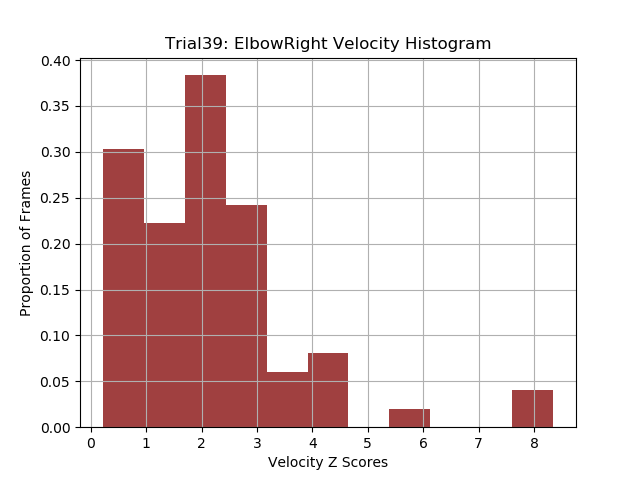 Trial39: ElbowRight Velocity Histogram
0.40
0.35
0.30
0.25
0.20
0.15
0.10
0.05
0.00
Proportion of Frames
0 1 2 3 4 5 6 7 8
Velocity Z Scores